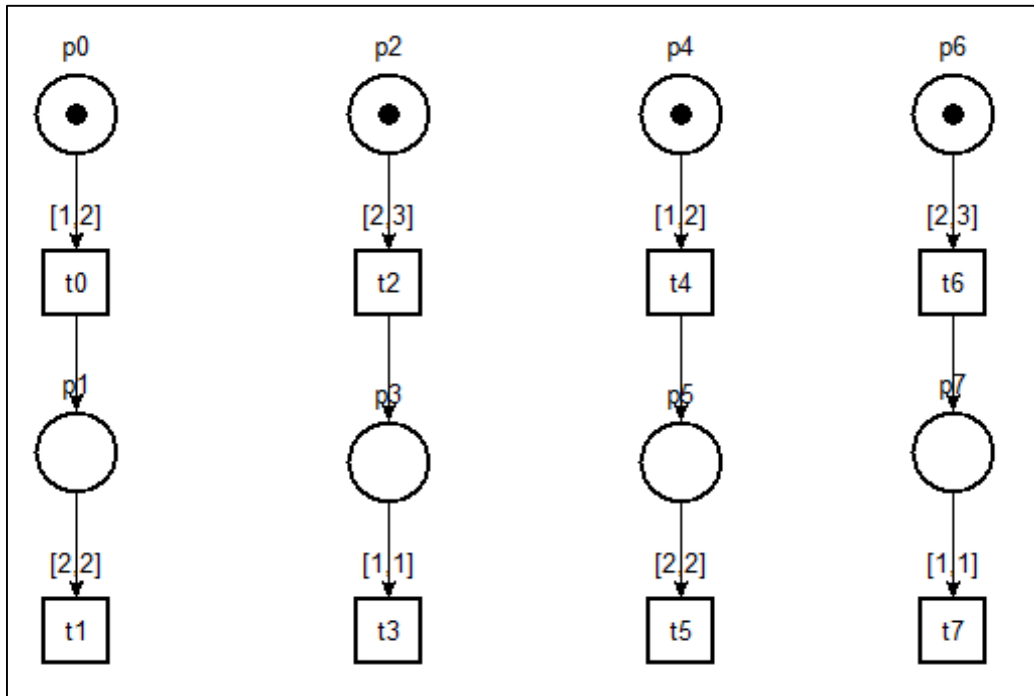 p0 p2 p4 p6
[1,2] [2,3] [1,2] [2,3]
t0 t2 t4 t6
p1 p3 p5 p7
[2,2] [1,1] [2,2] [1,1]
t1 t3 t5 t7